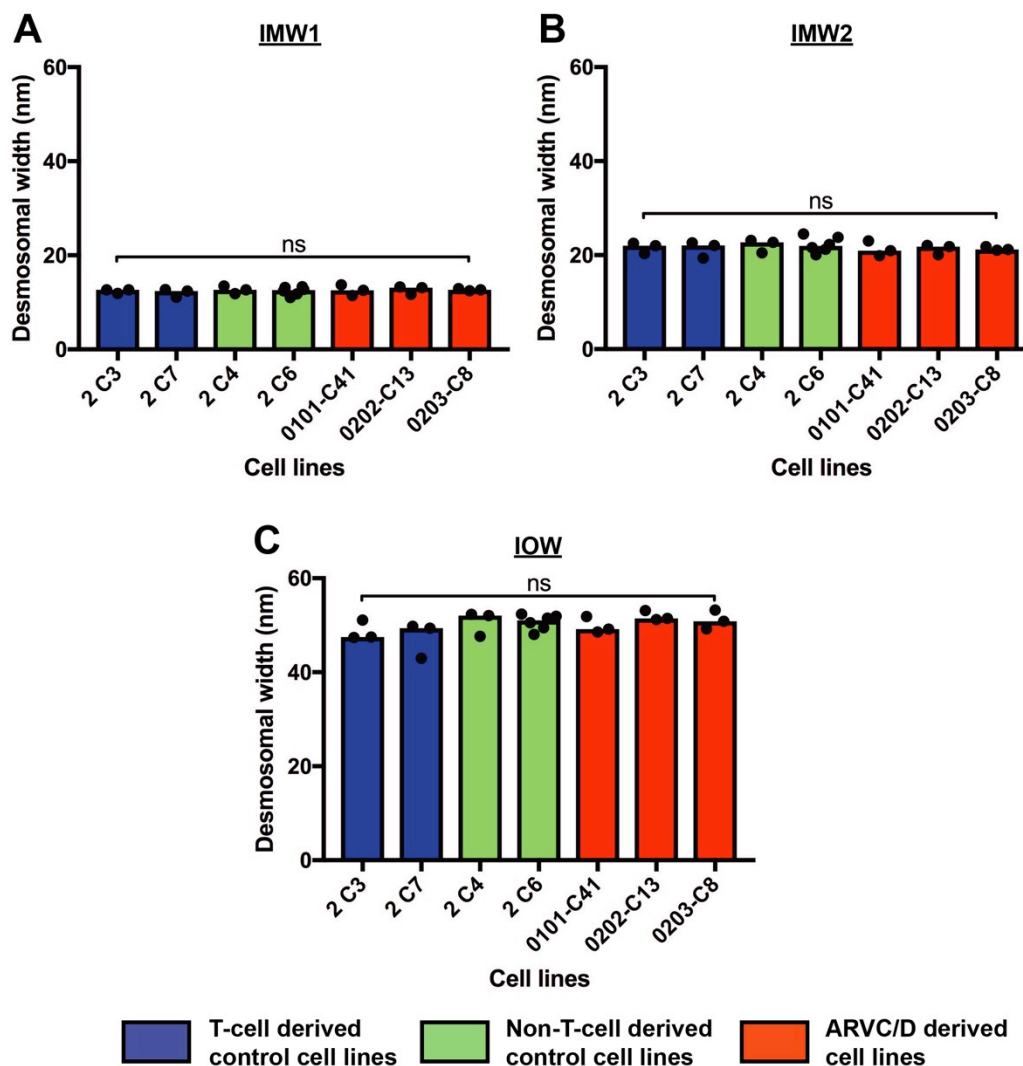 A
IMW1
Desmosomal width (nm)
60
40
20
0
ns
2 C3
2 C7
2 C4
2 C6
0101-C41
0202-C13
0203-C8
Cell lines
B
IMW2
Desmosomal width (nm)
60
40
20
0
ns
2 C3
2 C7
2 C4
2 C6
0101-C41
0202-C13
0203-C8
Cell lines
C
IOW
Desmosomal width (nm)
60
40
20
0
ns
2 C3
2 C7
2 C4
2 C6
0101-C41
0202-C13
0203-C8
Cell lines
T-cell derived
control cell lines
Non-T-cell derived
control cell lines
ARVC/D derived
cell lines